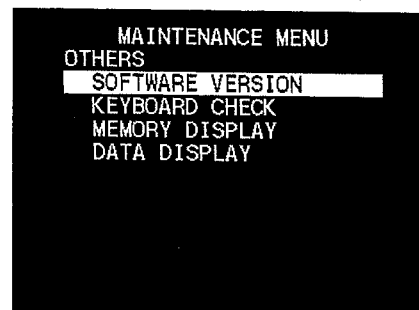 MAINTENANCE MENU
OTHERS
SOFTWARE VERSION
KEYBOARD CHECK
MEMORY DISPLAY
DATA DISPLAY